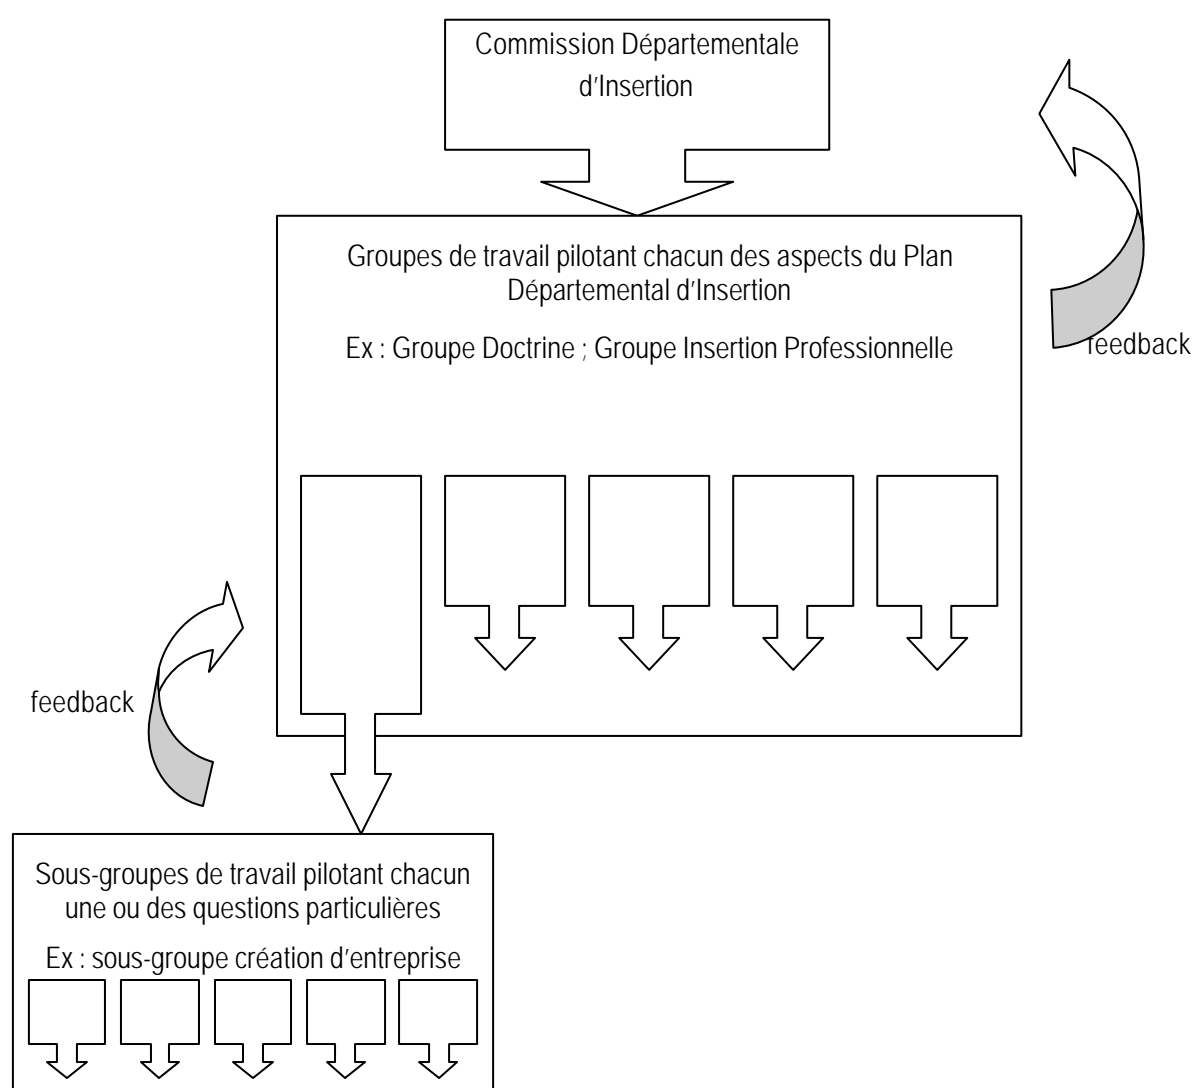 Commission Départementale
d'Insertion
Groupes de travail pilotant chacun des aspects du Plan
Départemental d'Insertion
Ex : Groupe Doctrine ; Groupe Insertion Professionnelle
feedback
feedback
Sous-groupes de travail pilotant chacun
une ou des questions particulières
Ex : sous-groupe création d'entreprise